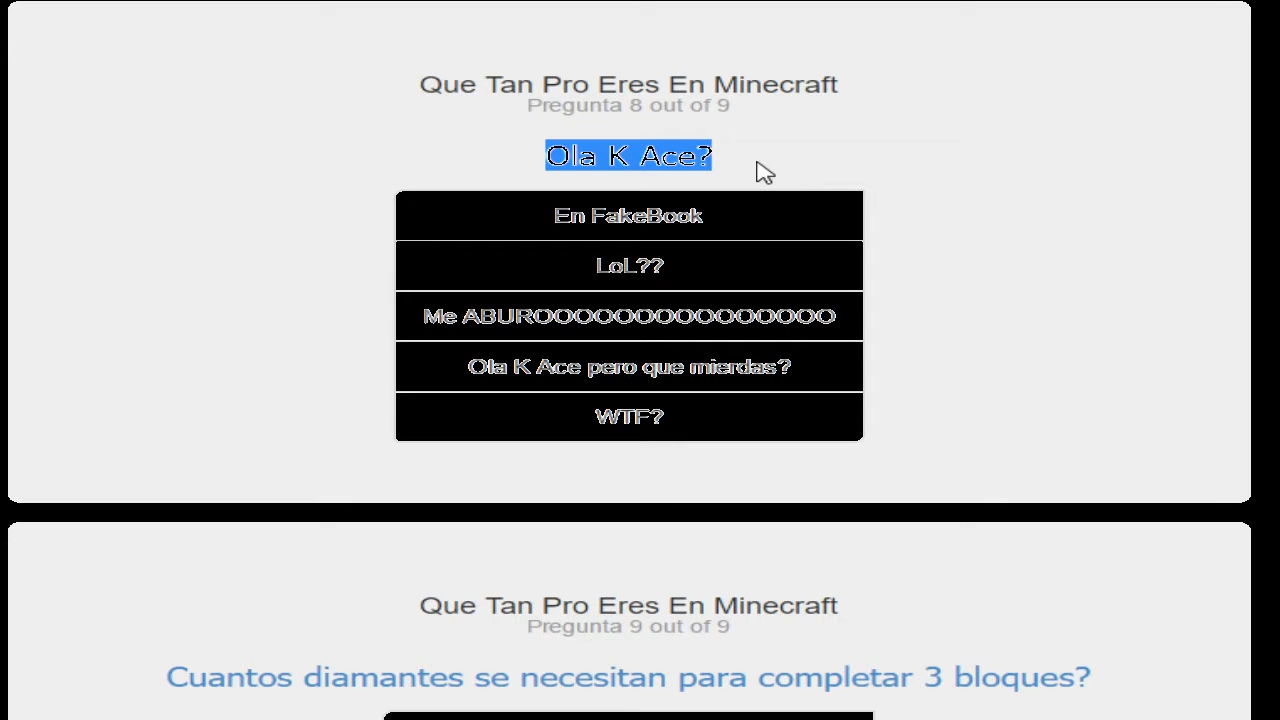 Que Tan Pro Eres En Minecraft
Pregunta 8 out of 9
Ola K Ace?
En FakeBook
LoL??
Me ABUROOOOOOOOOOOOOOO
Ola K Ace pero que mierdas?
WTF?
Que Tan Pro Eres En Minecraft
Pregunta 9 out of 9
Cuantos diamantes se necesitan para completar 3 bloques?